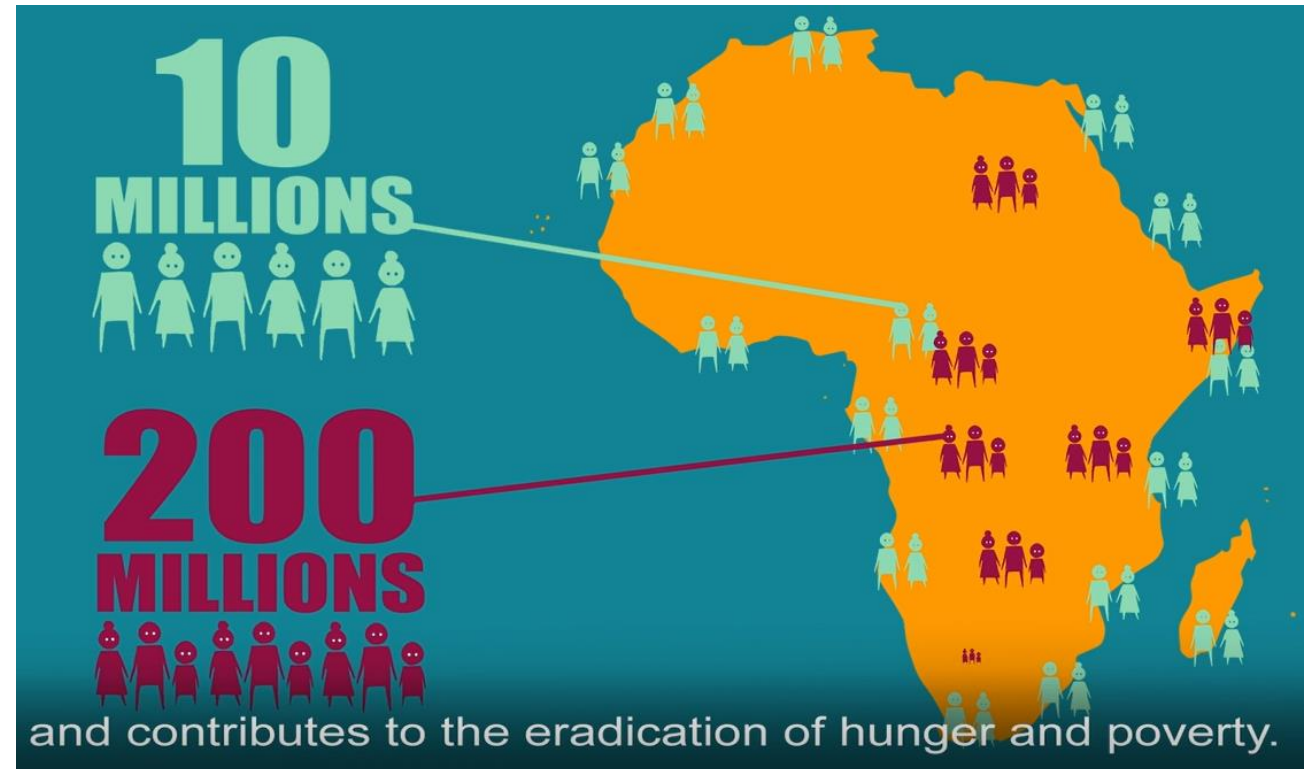 10
MILLIONS
200
MILLIONS
and contributes to the eradication of hunger and poverty.